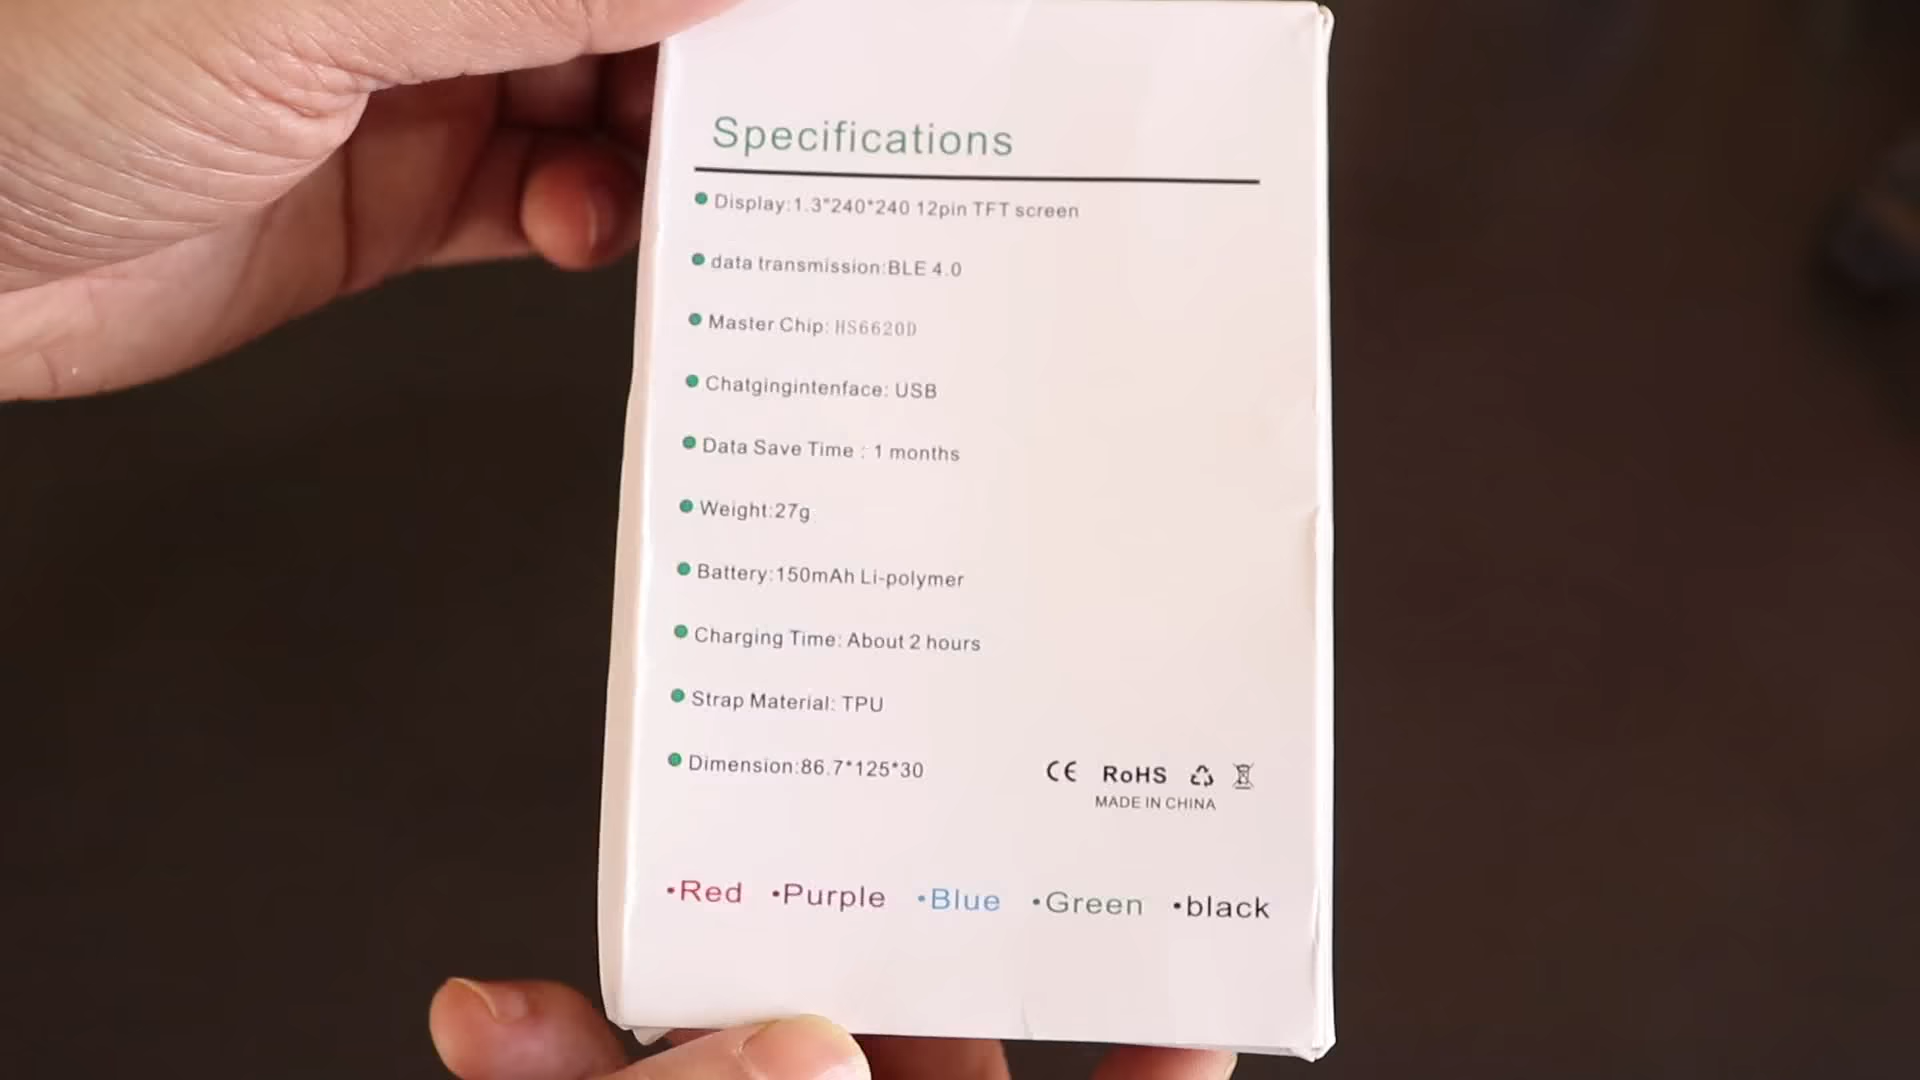 Specifications
Display:1.3"240*240 12pin TFT screen
data transmission:BLE 4.0
Master Chip: HS6620D
Chatgingintenface: USB
Data Save Time : 1 months
Weight:27g
Battery:150mAh Li-polymer
Charging Time: About 2 hours
Strap Material: TPU
Dimension:86.7*125*30
CE RoHS
MADE IN CHINA
•Red •Purple •Blue •Green •black